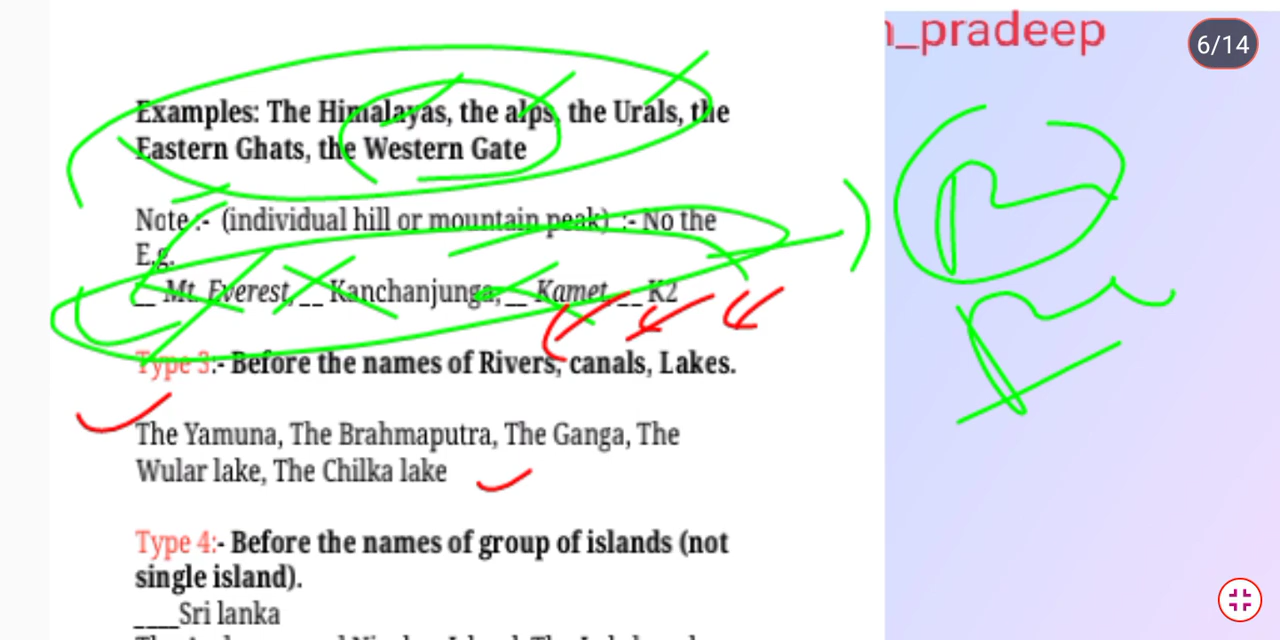 n_pradeep
6/14
Examples: The Himalayas, the alps, the Urals, the
Eastern Ghats, the Western Gate
Note :- (individual hill or mountain peak) :- No the
E.g.
__ Mt. Everest, __ Kanchanjunga, __ Kamet, __ K2
Type 3:- Before the names of Rivers, canals, Lakes.
The Yamuna, The Brahmaputra, The Ganga, The
Wular lake, The Chilka lake
Type 4:- Before the names of group of islands (not
single island).
____Sri lanka